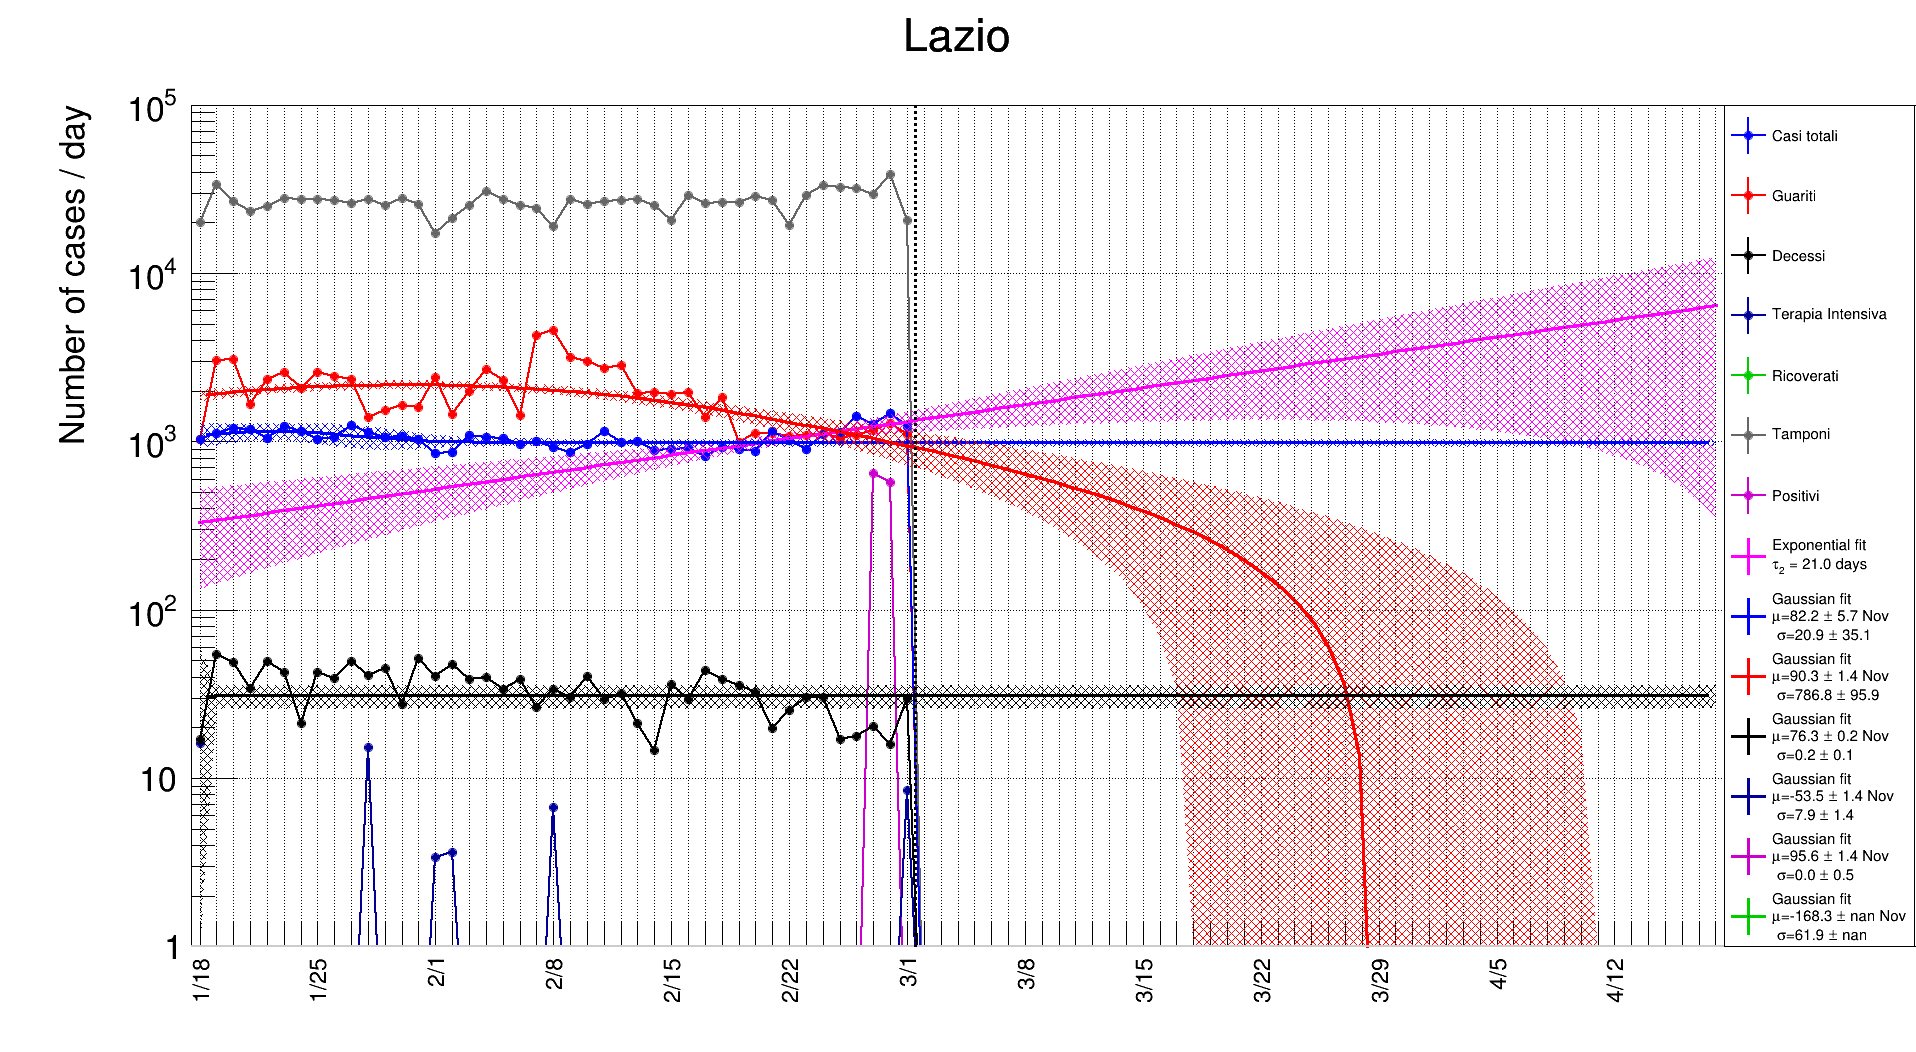 Lazio
Number of cases / day
10^5
10^4
10^3
10^2
10
1
1/18
1/25
2/1
2/8
2/15
2/22
3/1
3/8
3/15
3/22
3/29
4/5
4/12
Casi totali
Guariti
Decessi
Terapia Intensiva
Ricoverati
Tamponi
Positivi
Exponential fit
τ₂ = 21.0 days
Gaussian fit
μ=82.2 ± 5.7 Nov
σ=20.9 ± 35.1
Gaussian fit
μ=90.3 ± 1.4 Nov
σ=786.8 ± 95.9
Gaussian fit
μ=76.3 ± 0.2 Nov
σ=0.2 ± 0.1
Gaussian fit
μ=-53.5 ± 1.4 Nov
σ=7.9 ± 1.4
Gaussian fit
μ=95.6 ± 1.4 Nov
σ=0.0 ± 0.5
Gaussian fit
μ=-168.3 ± nan Nov
σ=61.9 ± nan